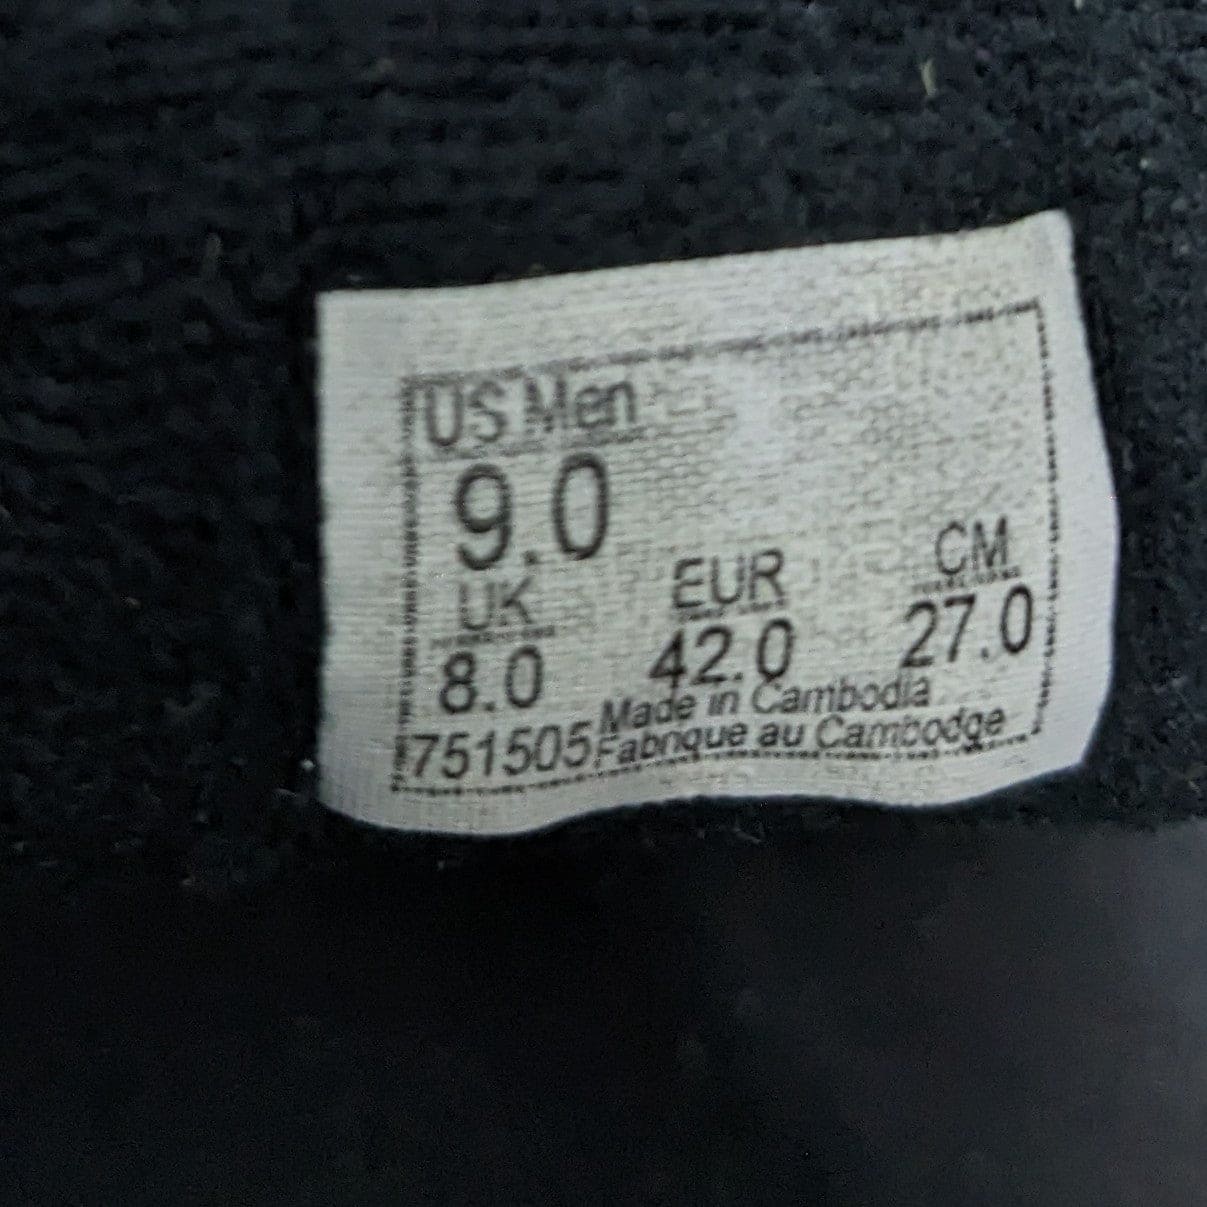 US Men
9.0
UK EUR CM
8.0 42.0 27.0
Made in Cambodia
751505 Fabrique au Cambodge